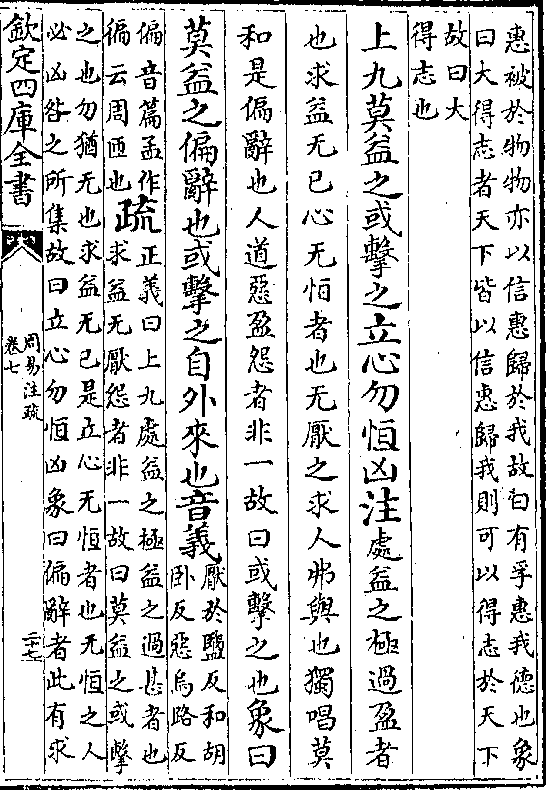 惠被於物物亦以信惠歸於我故曰有孚惠我德也象
曰大得志者天下皆以信惠歸我則可以得志於天下
故曰大
得志也
上九莫益之或擊之立心勿恒凶注處益之極過盈者
也求益无已心无恒者也无厭之求人弗與也獨唱莫
和是偏辭也人道惡盈怨者非一故曰或擊之也象曰
莫益之偏辭也或擊之自外來也音義厭於鹽反和胡
卧反惡烏路反
偏音篇孟作
徧云周匝也疏正義曰上九處益之極益之過甚者也
求益无厭怨者非一故曰莫益之或擊
之也勿猶无也求益无已是立心无恒者也无恒之人
必凶咎之所集故曰立心勿恒凶象曰偏辭者此有求
欽定四庫全書
周易注疏
卷七
二十七